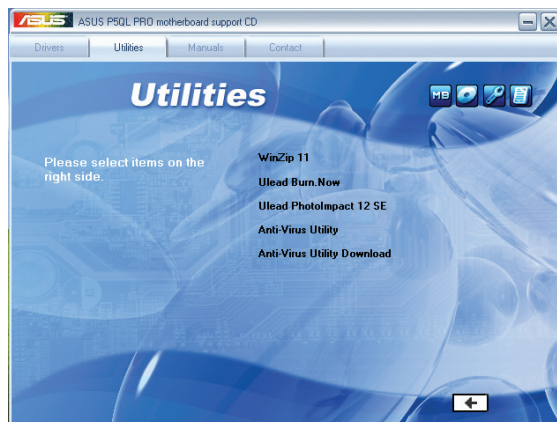 ASUS ASUS P5QL PRO motherboard support CD
Drivers Utilities Manuals Contact
Utilities
MB
Please select items on the
right side.
WinZip 11
Ulead Burn.Now
Ulead PhotoImpact 12 SE
Anti-Virus Utility
Anti-Virus Utility Download